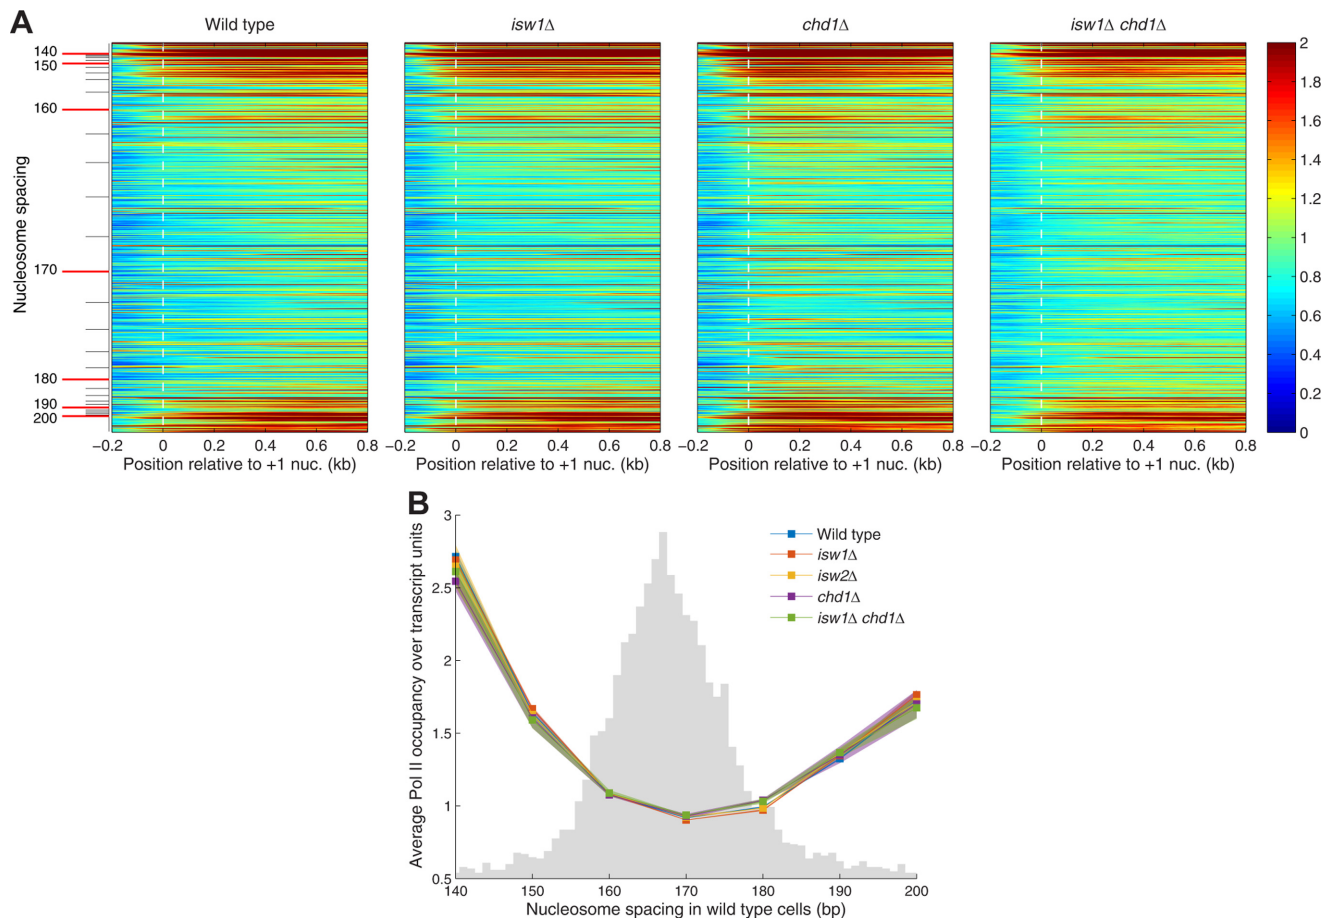 A
Wild type
isw1Δ
chd1Δ
isw1Δ chd1Δ
Nucleosome spacing
140
150
160
170
180
190
200
−0.2 0 0.2 0.4 0.6 0.8
Position relative to +1 nuc. (kb)
−0.2 0 0.2 0.4 0.6 0.8
Position relative to +1 nuc. (kb)
−0.2 0 0.2 0.4 0.6 0.8
Position relative to +1 nuc. (kb)
−0.2 0 0.2 0.4 0.6 0.8
Position relative to +1 nuc. (kb)
2
1.8
1.6
1.4
1.2
1
0.8
0.6
0.4
0.2
0
B
Average Pol II occupancy over transcript units
3
2.5
2
1.5
1
0.5
Wild type
isw1Δ
isw2Δ
chd1Δ
isw1Δ chd1Δ
140 150 160 170 180 190 200
Nucleosome spacing in wild type cells (bp)